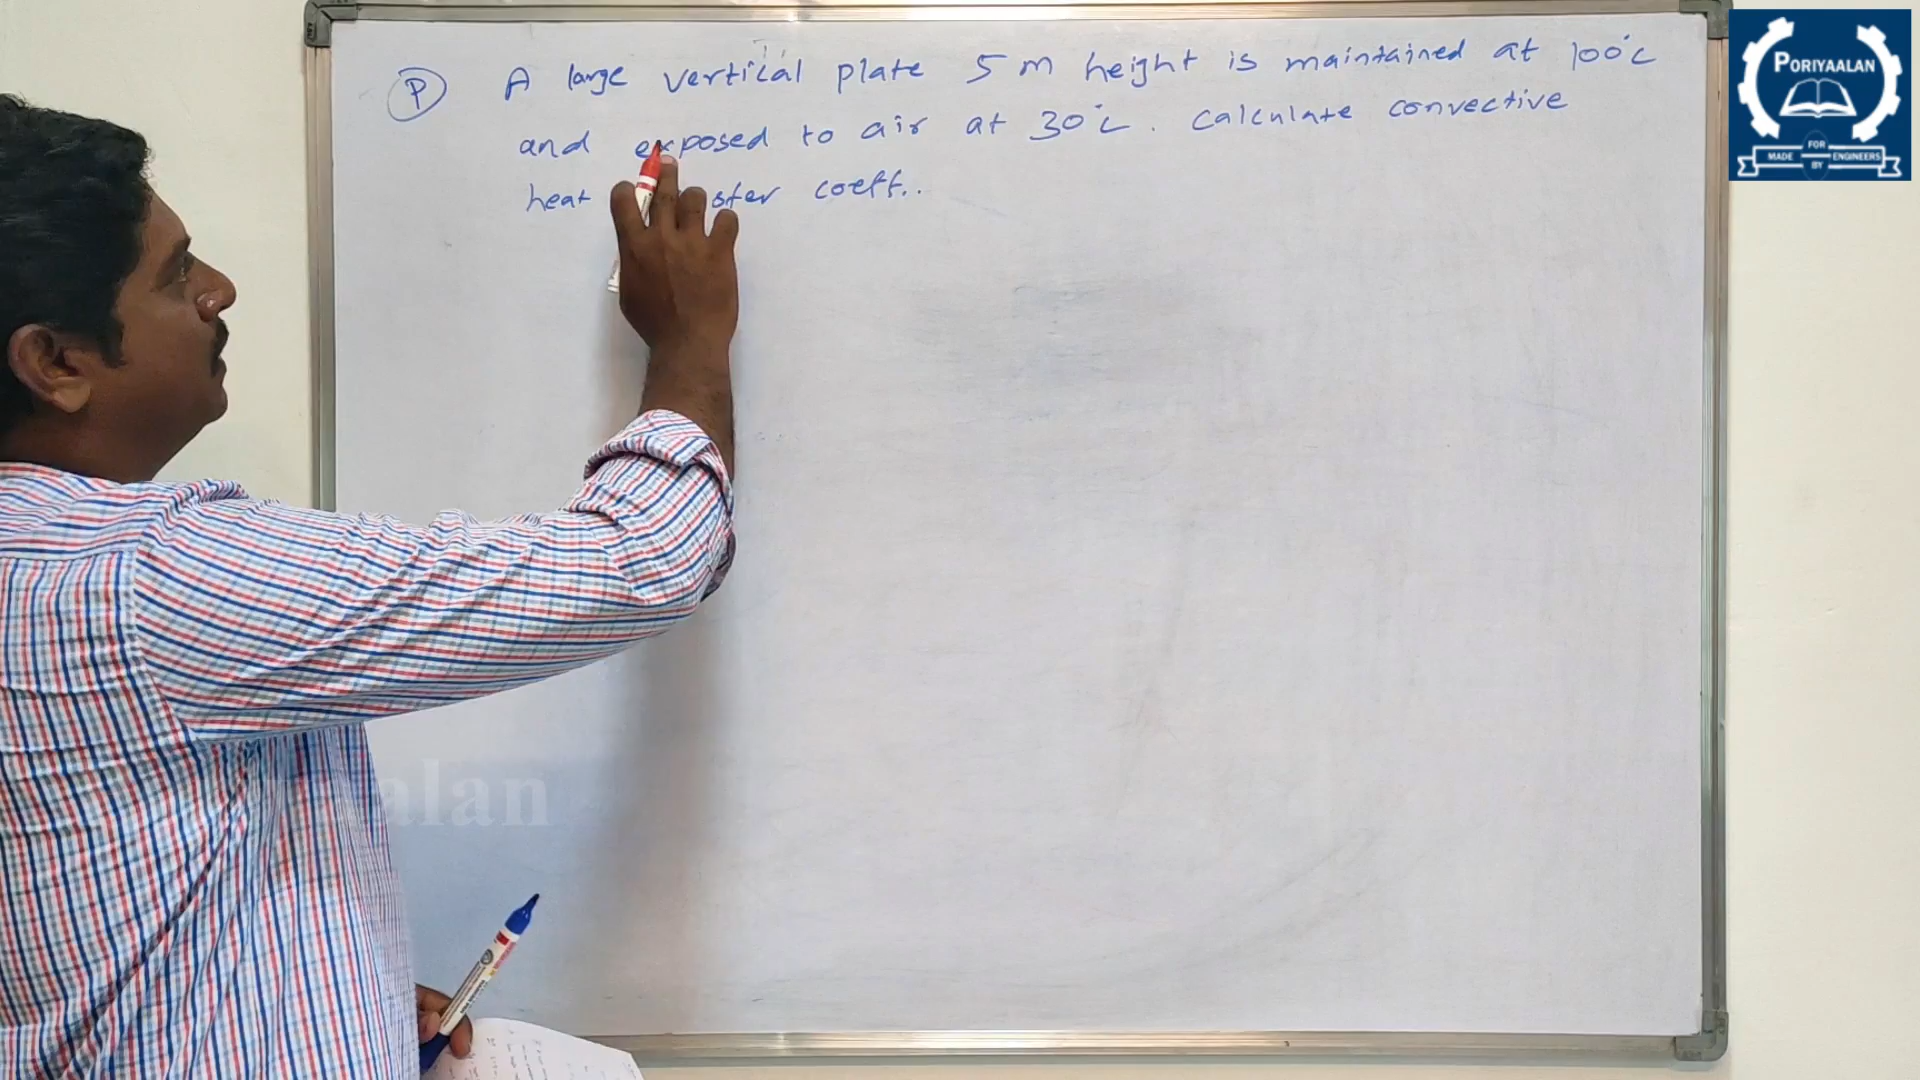 P A large vertical plate 5 m height is maintained at 100°C
and exposed to air at 30°C. Calculate convective
heat coeff..
PORIYAALAN
MADE FOR BY ENGINEERS
alan